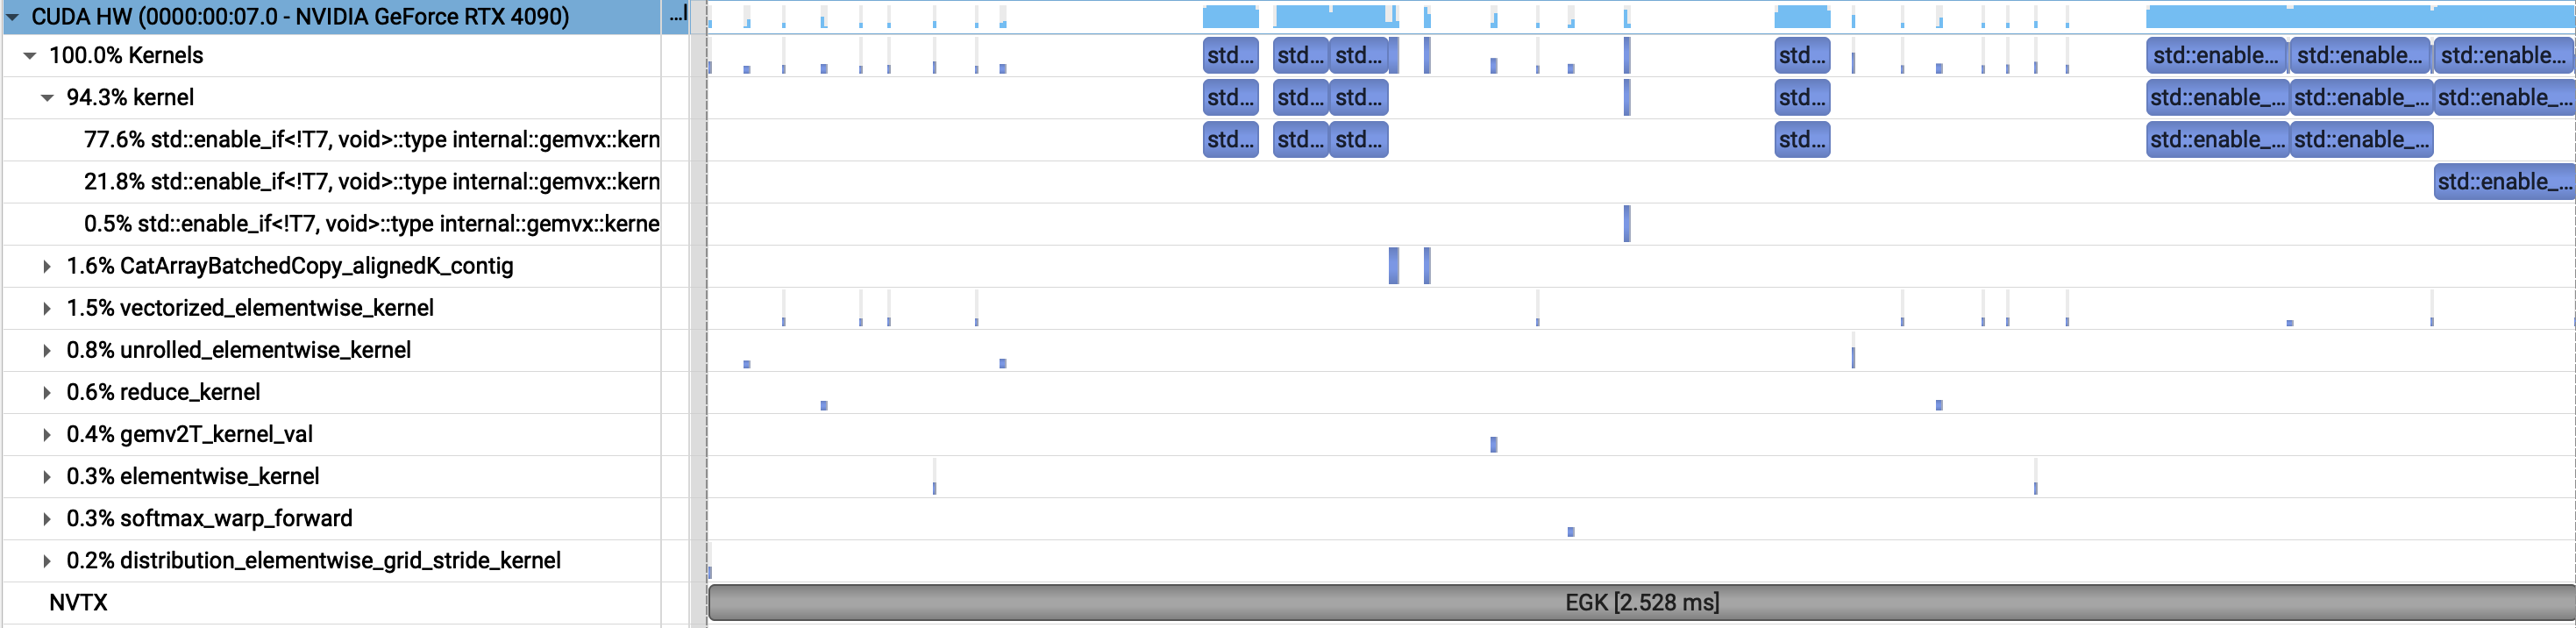 CUDA HW (0000:00:07.0 - NVIDIA GeForce RTX 4090) ...
100.0% Kernels std... std... std... std... std::enable... std::enable... std::enable...
94.3% kernel std... std... std... std... std::enable_... std::enable_... std::enable_...
77.6% std::enable_if<!T7, void>::type internal::gemvx::kern std... std... std... std... std::enable_... std::enable_...
21.8% std::enable_if<!T7, void>::type internal::gemvx::kern std::enable_...
0.5% std::enable_if<!T7, void>::type internal::gemvx::kerne
1.6% CatArrayBatchedCopy_alignedK_contig
1.5% vectorized_elementwise_kernel
0.8% unrolled_elementwise_kernel
0.6% reduce_kernel
0.4% gemv2T_kernel_val
0.3% elementwise_kernel
0.3% softmax_warp_forward
0.2% distribution_elementwise_grid_stride_kernel
NVTX EGK [2.528 ms]